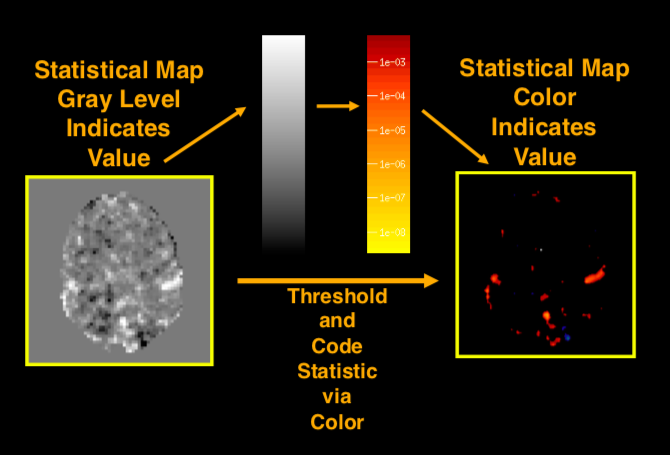 Statistical Map
Gray Level
Indicates
Value
1e-03
1e-04
1e-05
1e-06
1e-07
1e-08
Statistical Map
Color
Indicates
Value
Threshold
and
Code
Statistic
via
Color